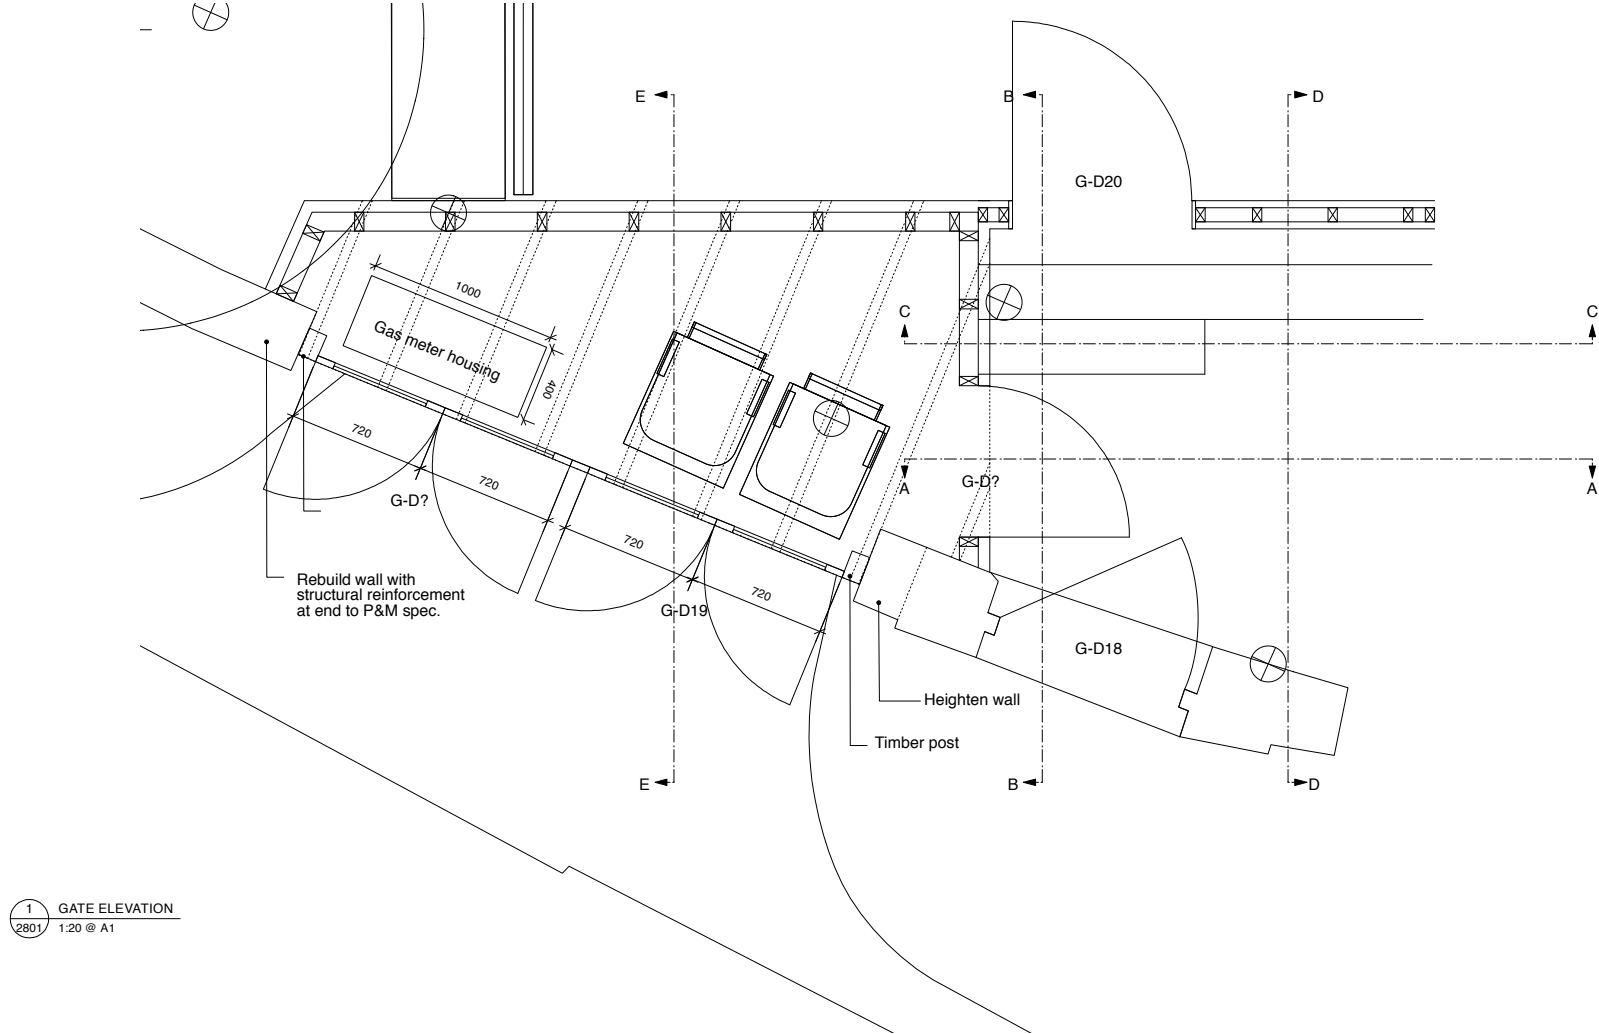 E
B
D
G-D20
1000
Gas meter housing
400
C
C
720
G-D?
720
G-D?
A
A
720
G-D19
720
Rebuild wall with
structural reinforcement
at end to P&M spec.
G-D18
Heighten wall
Timber post
E
B
D
1
2801
GATE ELEVATION
1:20 @ A1